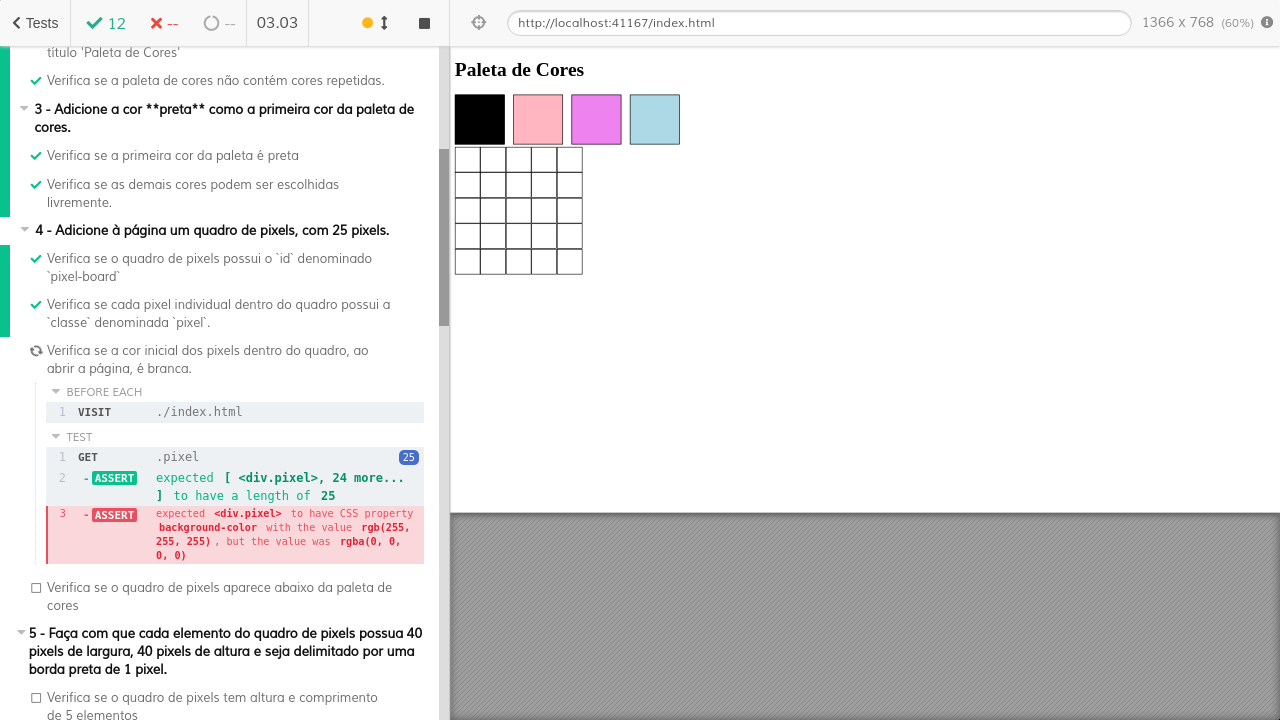 Tests
12
--
--
03.03
http://localhost:41167/index.html
1366 x 768 (60%)
título 'Paleta de Cores'
Verifica se a paleta de cores não contém cores repetidas.
3 - Adicione a cor **preta** como a primeira cor da paleta de
cores.
Verifica se a primeira cor da paleta é preta
Verifica se as demais cores podem ser escolhidas
livremente.
4 - Adicione à página um quadro de pixels, com 25 pixels.
Verifica se o quadro de pixels possui o `id` denominado
`pixel-board`
Verifica se cada pixel individual dentro do quadro possui a
`classe` denominada `pixel`.
Verifica se a cor inicial dos pixels dentro do quadro, ao
abrir a página, é branca.
BEFORE EACH
1 VISIT ./index.html
TEST
1 GET .pixel 25
2 -ASSERT expected [ <div.pixel>, 24 more...
] to have a length of 25
3 -ASSERT expected <div.pixel> to have CSS property
background-color with the value rgb(255,
255, 255), but the value was rgba(0, 0,
0, 0)
Verifica se o quadro de pixels aparece abaixo da paleta de
cores
5 - Faça com que cada elemento do quadro de pixels possua 40
pixels de largura, 40 pixels de altura e seja delimitado por uma
borda preta de 1 pixel.
Verifica se o quadro de pixels tem altura e comprimento
de 5 elementos
Paleta de Cores